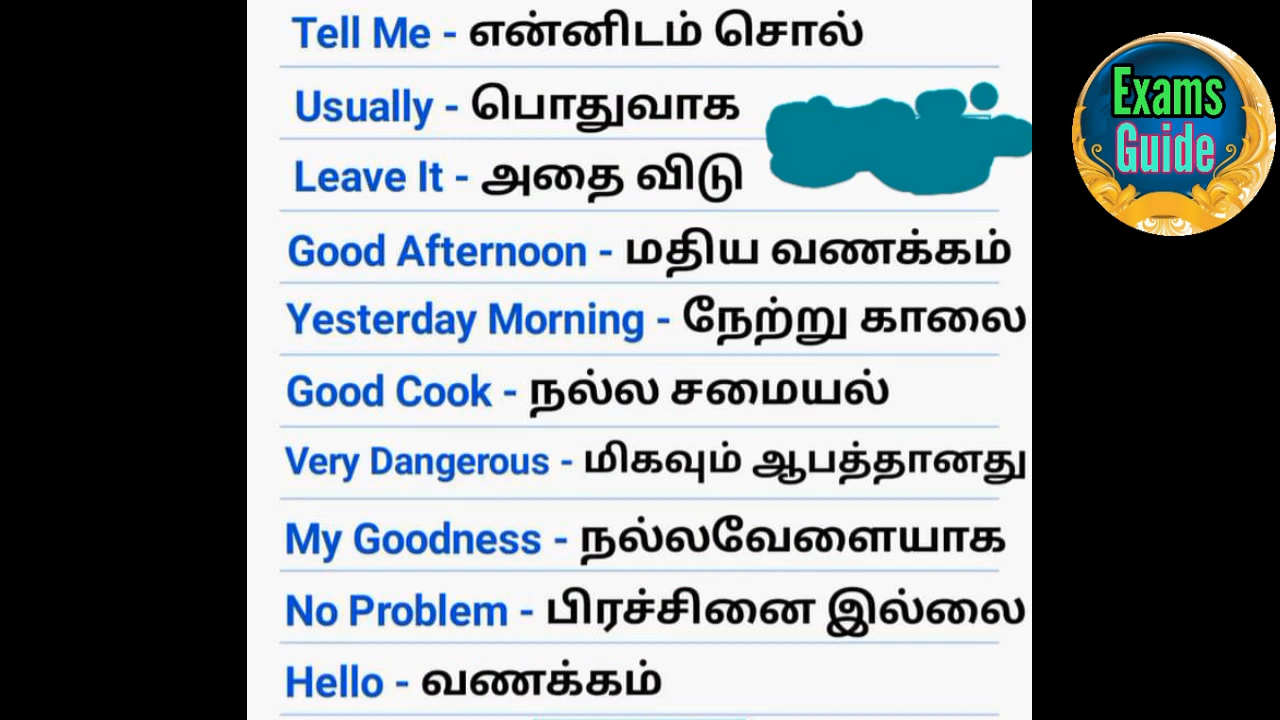 Tell Me - என்னிடம் சொல்
Usually - பொதுவாக
Leave It - அதை விடு
Good Afternoon - மதிய வணக்கம்
Yesterday Morning - நேற்று காலை
Good Cook - நல்ல சமையல்
Very Dangerous - மிகவும் ஆபத்தானது
My Goodness - நல்லவேளையாக
No Problem - பிரச்சினை இல்லை
Hello - வணக்கம்
Exams
Guide